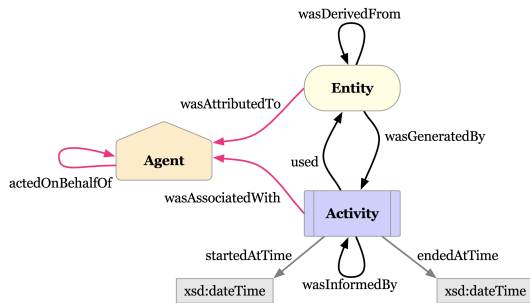 wasDerivedFrom
Entity
wasAttributedTo
wasGeneratedBy
used
Agent
actedOnBehalfOf
wasAssociatedWith
Activity
startedAtTime
endedAtTime
wasInformedBy
xsd:dateTime
xsd:dateTime